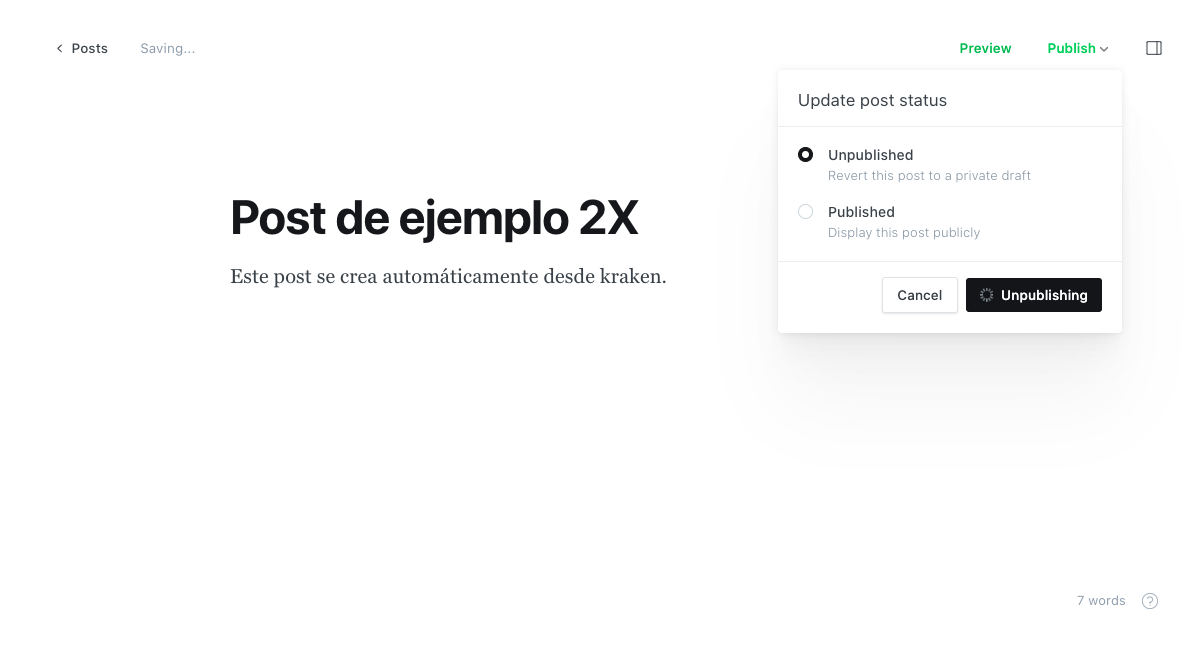 Posts
Saving...
Preview
Publish
Update post status
Unpublished
Revert this post to a private draft
Published
Display this post publicly
Cancel
Unpublishing
Post de ejemplo 2X
Este post se crea automáticamente desde kraken.
7 words
?